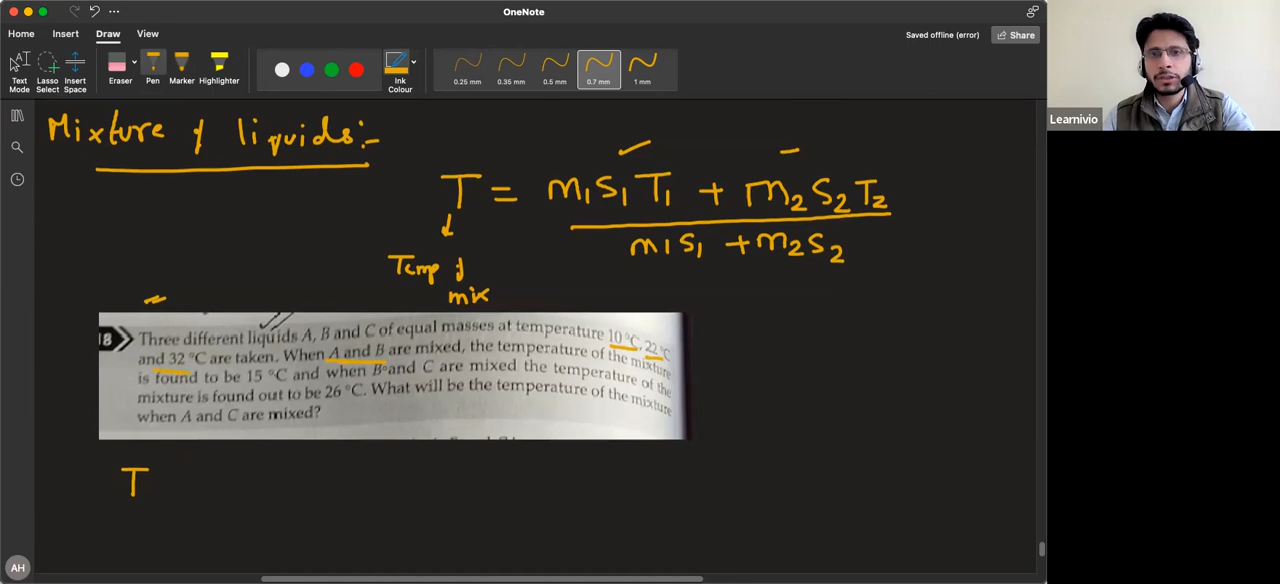 OneNote
Home Insert Draw View
Saved offline (error) Share
Text Mode
Lasso Select
Insert Space
Eraser
Pen
Marker
Highlighter
Ink Colour
0.25 mm
0.35 mm
0.5 mm
0.7 mm
1 mm
Learnivio
Mixture of liquids:-
T = m₁S₁T₁ + m₂S₂T₂
m₁S₁ + m₂S₂
Temp of
mix
18 Three different liquids A, B and C of equal masses at temperature 10 °C, 22 °C
and 32 °C are taken. When A and B are mixed, the temperature of the mixture
is found to be 15 °C and when B and C are mixed the temperature of the
mixture is found out to be 26 °C. What will be the temperature of the mixture
when A and C are mixed?
T
AH